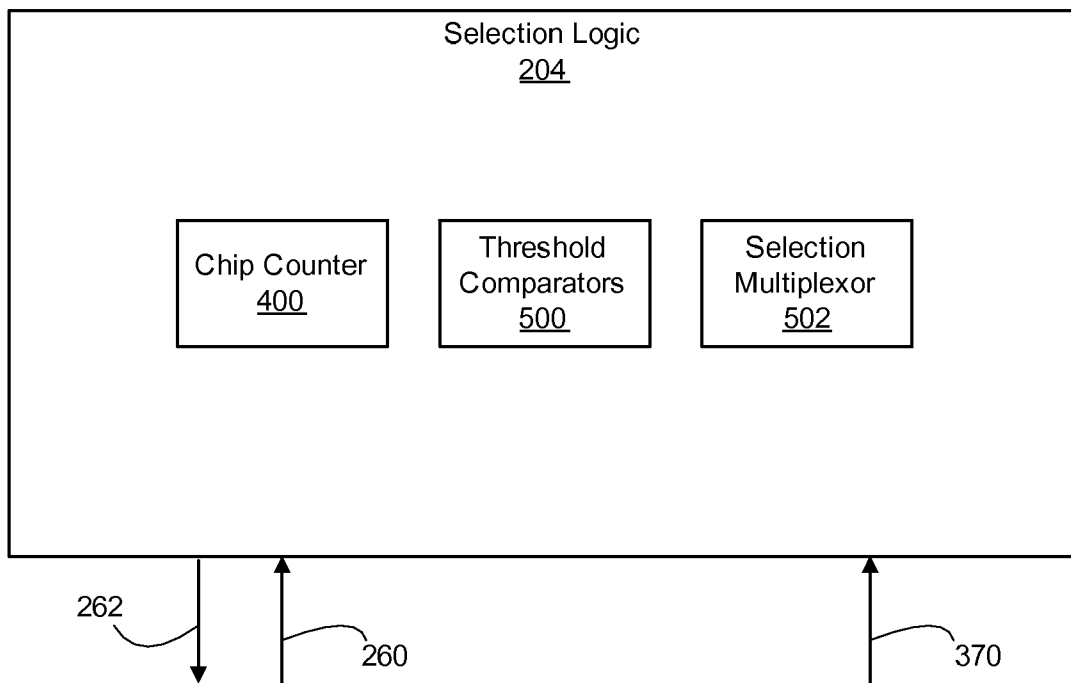 Selection Logic
204
Chip Counter
400
Threshold
Comparators
500
Selection
Multiplexor
502
262
260
370